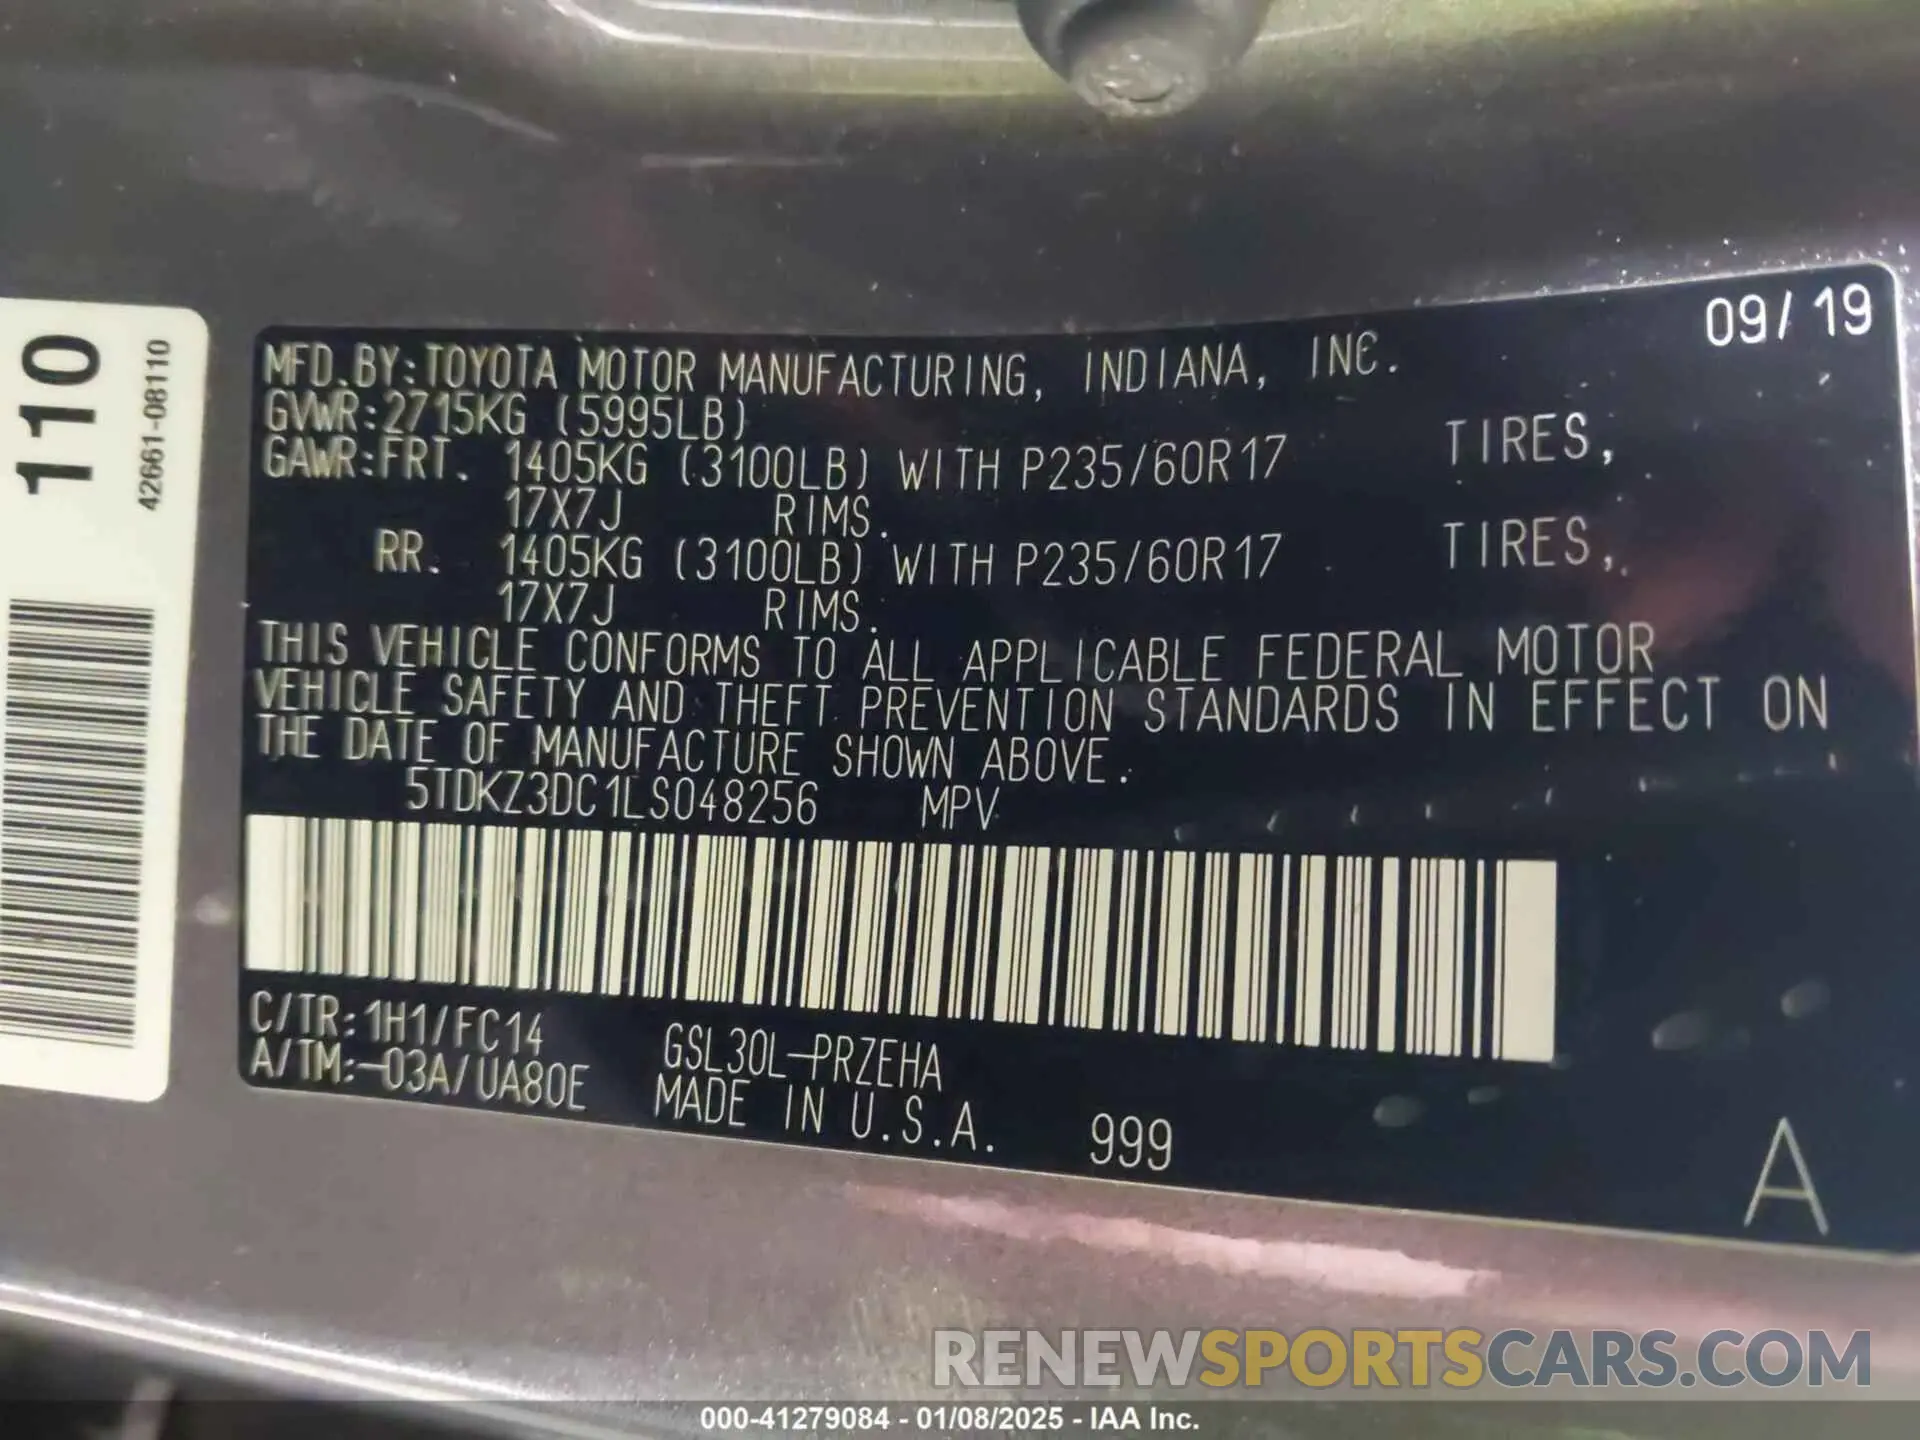 110
42661-08110
09/19
MFD.BY:TOYOTA MOTOR MANUFACTURING, INDIANA, INC.
GVWR:2715KG (5995LB)
GAWR:FRT. 1405KG (3100LB) WITH P235/60R17 TIRES,
17X7J RIMS.
RR. 1405KG (3100LB) WITH P235/60R17 TIRES,
17X7J RIMS.
THIS VEHICLE CONFORMS TO ALL APPLICABLE FEDERAL MOTOR
VEHICLE SAFETY AND THEFT PREVENTION STANDARDS IN EFFECT ON
THE DATE OF MANUFACTURE SHOWN ABOVE.
5TDKZ3DC1LS048256 MPV
C/TR:1H1/FC14 GSL30L-PRZEHA
A/TM:-03A/UA80E MADE IN U.S.A. 999
A
RENEWSPORTSCARS.COM
000-41279084 - 01/08/2025 - IAA Inc.